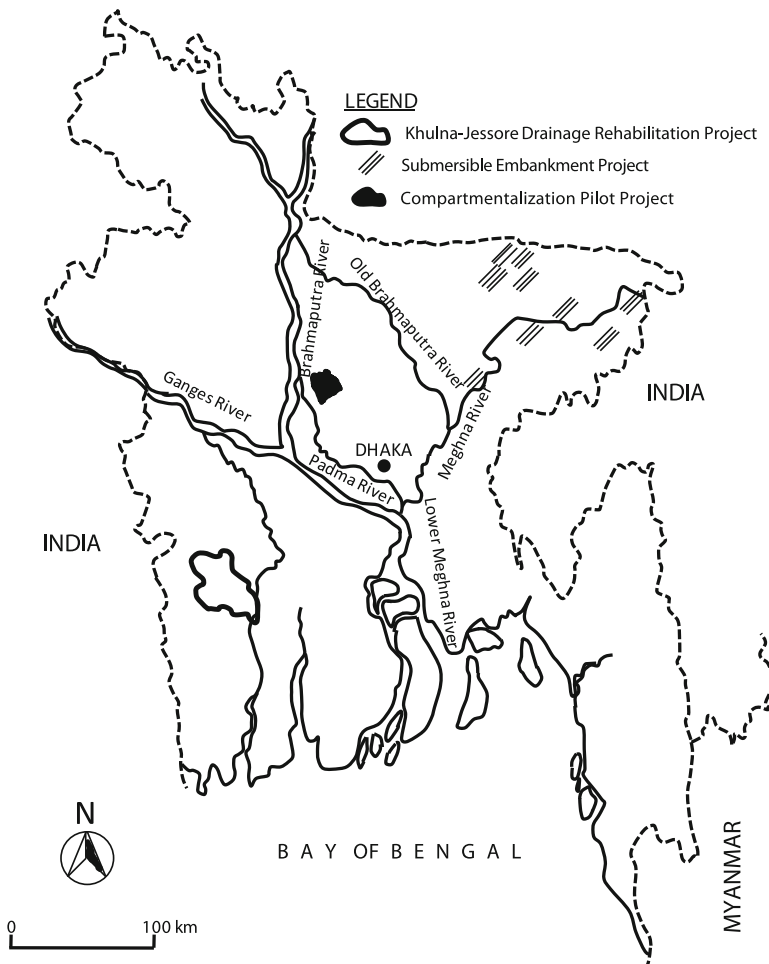 LEGEND
Khulna-Jessore Drainage Rehabilitation Project
Submersible Embankment Project
Compartmentalization Pilot Project
Brahmaputra River
Old Brahmaputra River
Ganges River
INDIA
Meghna River
DHAKA
Padma River
INDIA
Lower Meghna River
N
BAY OF BENGAL
MYANMAR
0 100 km